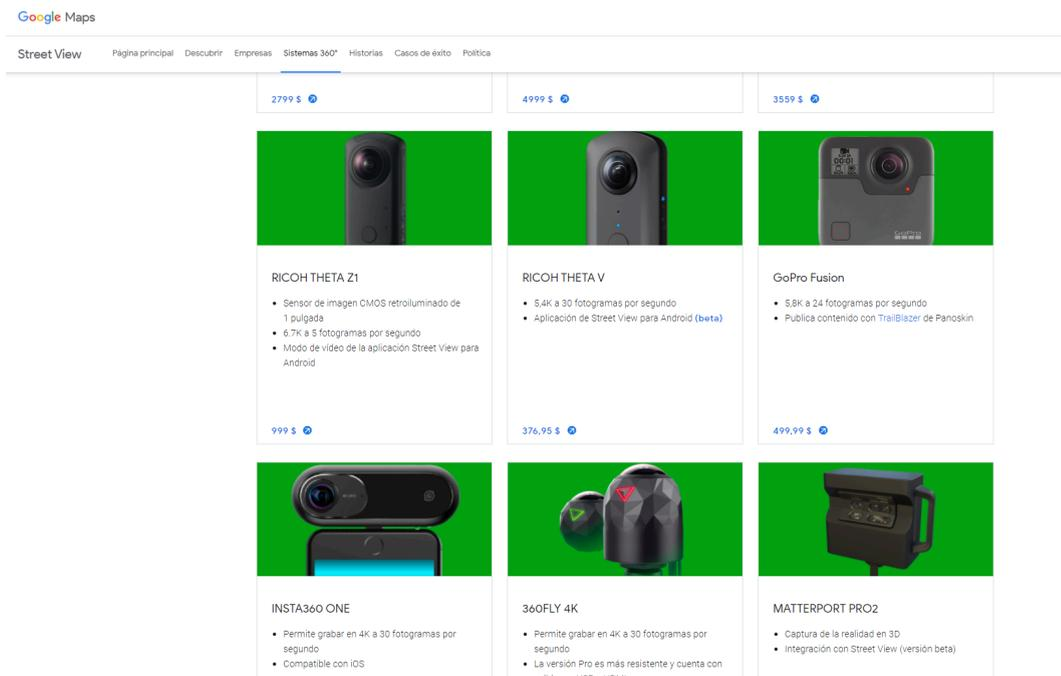 Google Maps
Street View
Página principal
Descubrir
Empresas
Sistemas 360°
Historias
Casos de éxito
Política
2799 $
4999 $
3559 $
RICOH THETA Z1
Sensor de imagen CMOS retroiluminado de
1 pulgada
6.7K a 5 fotogramas por segundo
Modo de vídeo de la aplicación Street View para
Android
999 $
RICOH THETA V
5,4K a 30 fotogramas por segundo
Aplicación de Street View para Android (beta)
376,95 $
00:01
GoPro
GoPro Fusion
5,8K a 24 fotogramas por segundo
Publica contenido con TrailBlazer de Panoskin
499,99 $
INSTA360 ONE
Permite grabar en 4K a 30 fotogramas por
segundo
Compatible con iOS
360FLY 4K
Permite grabar en 4K a 30 fotogramas por
segundo
La versión Pro es más resistente y cuenta con
MATTERPORT PRO2
Captura de la realidad en 3D
Integración con Street View (versión beta)